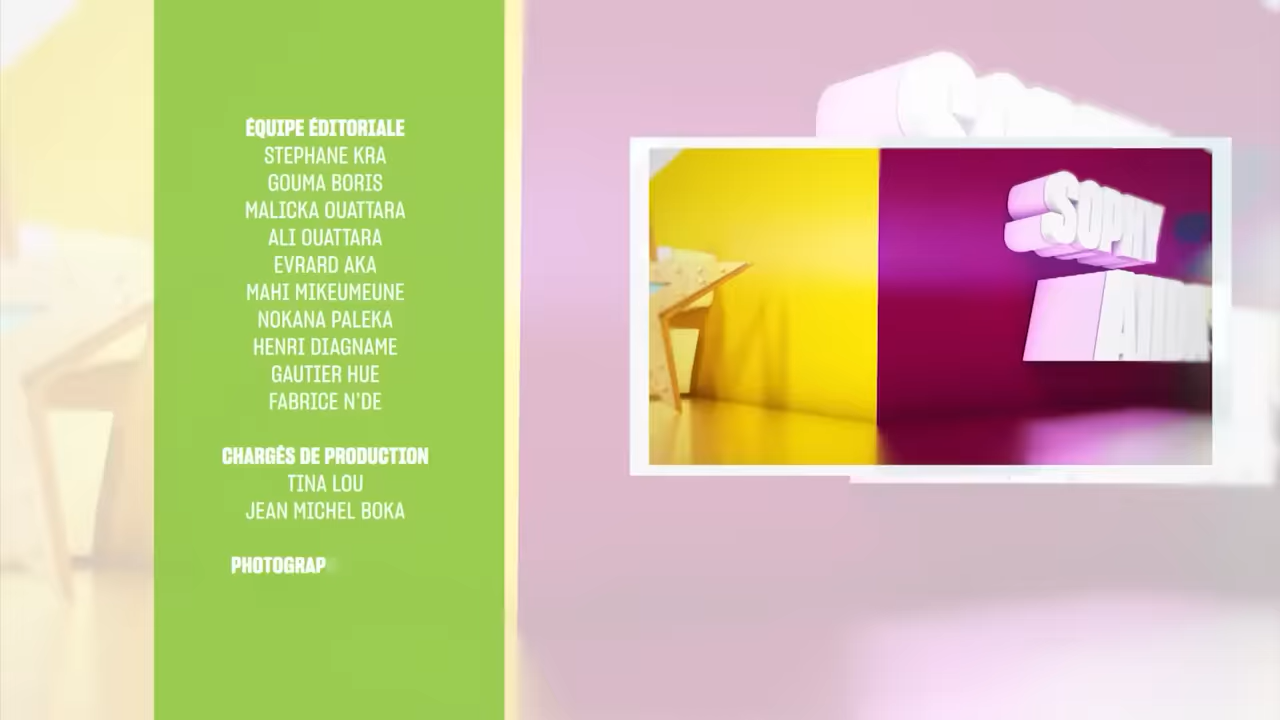 ÉQUIPE ÉDITORIALE
STEPHANE KRA
GOUMA BORIS
MALICKA OUATTARA
ALI OUATTARA
EVRARD AKA
MAHI MIKEUMEUNE
NOKANA PALEKA
HENRI DIAGNAME
GAUTIER HUE
FABRICE N'DE
CHARGÉS DE PRODUCTION
TINA LOU
JEAN MICHEL BOKA
PHOTOGRAP
SOPHY